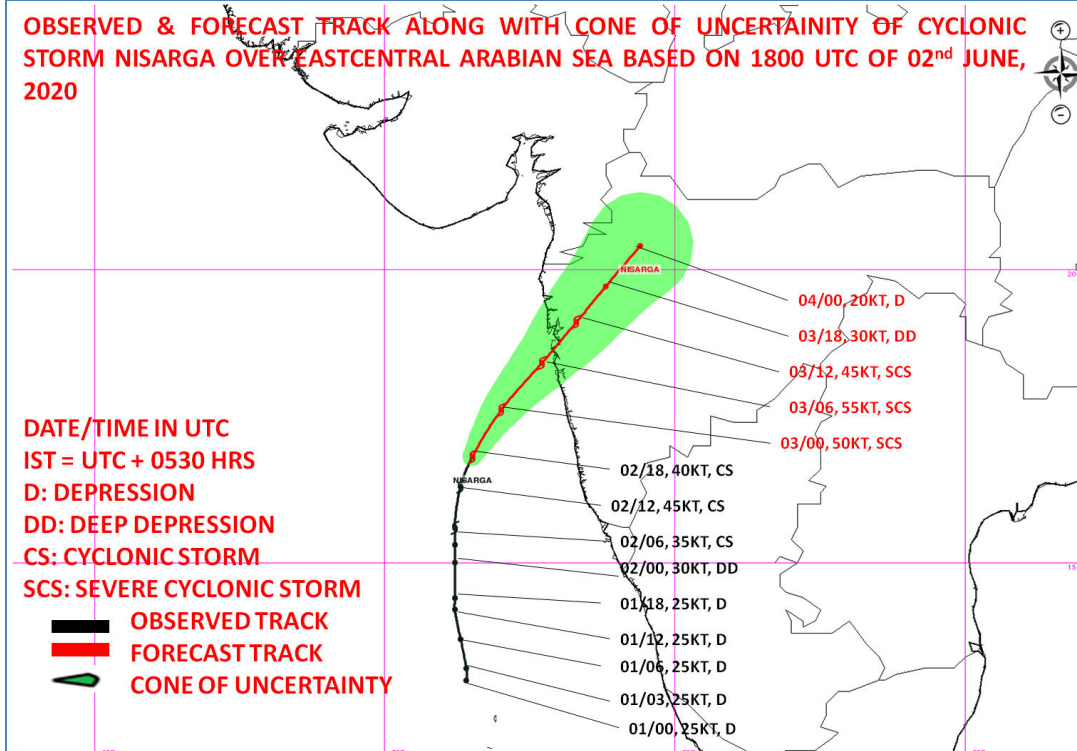 OBSERVED & FORECAST TRACK ALONG WITH CONE OF UNCERTAINITY OF CYCLONIC
STORM NISARGA OVER EASTCENTRAL ARABIAN SEA BASED ON 1800 UTC OF 02nd JUNE,
2020
20
NISARGA
04/00,20KT, D
03/18,30KT, DD
03/12,45KT, SCS
03/06,55KT, SCS
03/00,50KT, SCS
02/18,40KT, CS
NISARGA
02/12,45KT, CS
02/06,35KT, CS
02/00,30KT, DD
15
01/18,25KT, D
01/12,25KT, D
01/06,25KT, D
01/03,25KT, D
01/00,25KT, D
DATE/TIME IN UTC
IST = UTC + 0530 HRS
D: DEPRESSION
DD: DEEP DEPRESSION
CS: CYCLONIC STORM
SCS: SEVERE CYCLONIC STORM
OBSERVED TRACK
FORECAST TRACK
CONE OF UNCERTAINTY